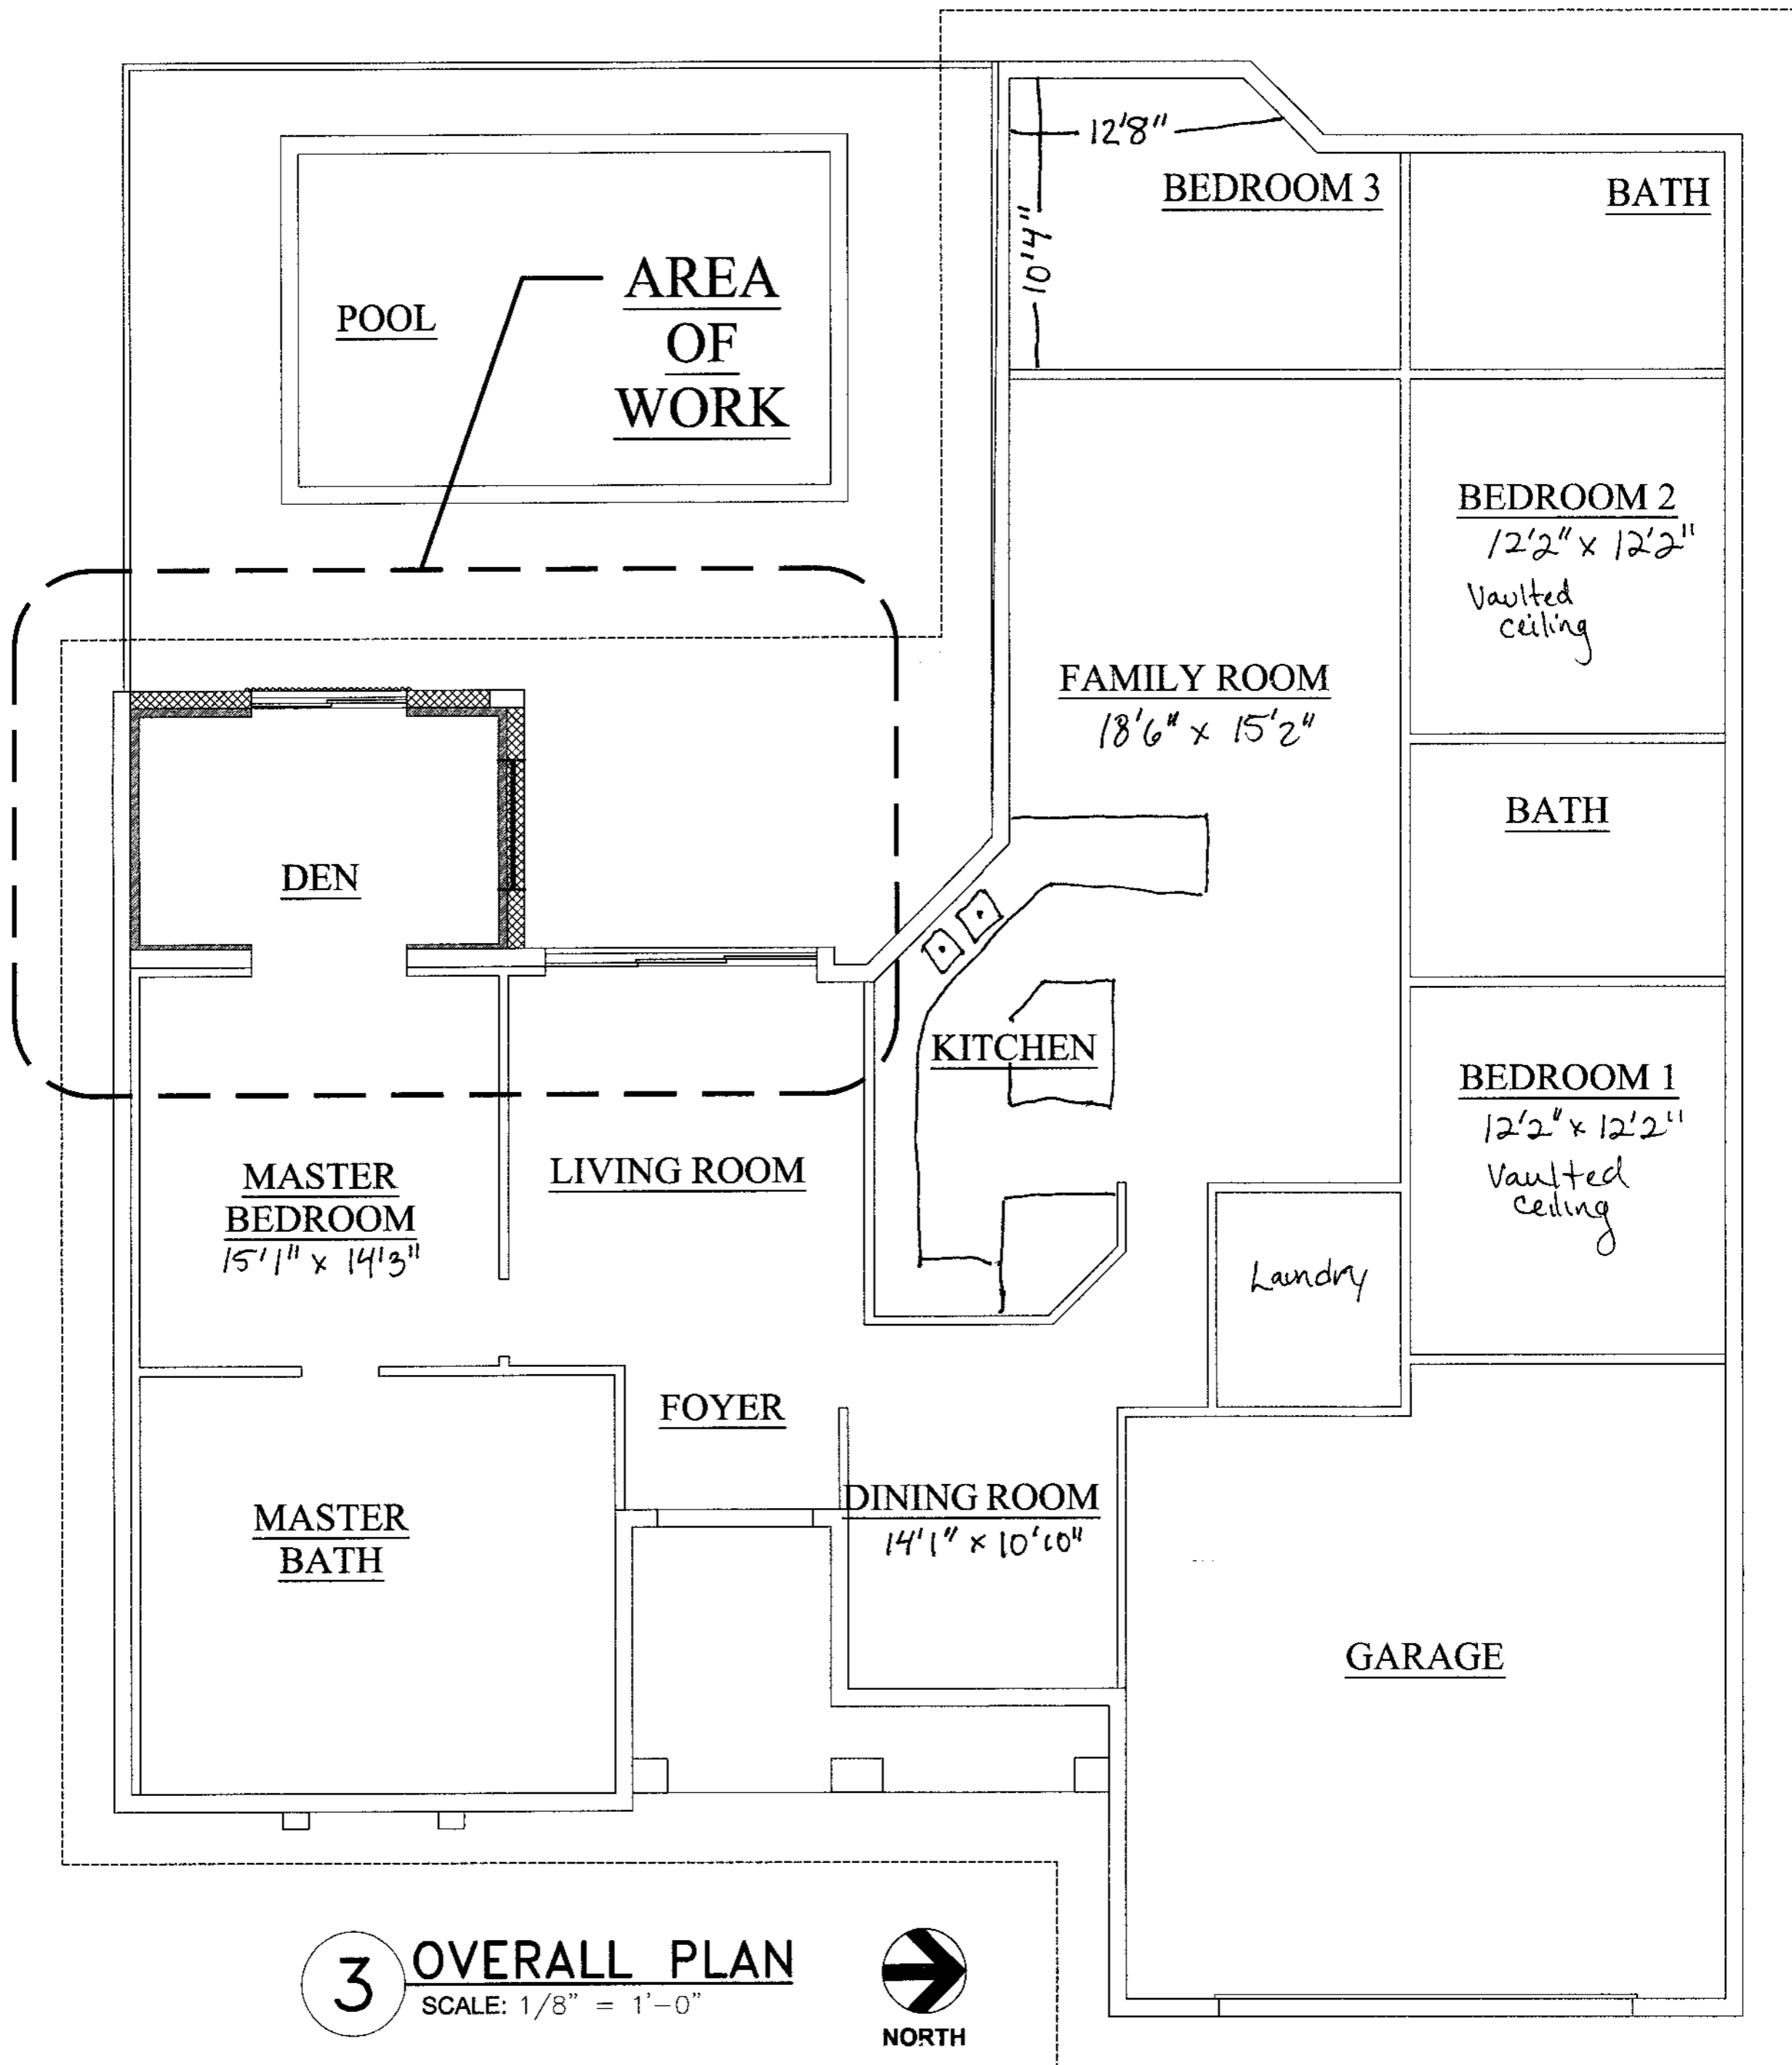 12'8"
BEDROOM 3
BATH
10'4"
AREA
OF
WORK
POOL
BEDROOM 2
12'2" x 12'2"
Vaulted
ceiling
FAMILY ROOM
18'6" x 15'2"
BATH
DEN
KITCHEN
BEDROOM 1
12'2" x 12'2"
Vaulted
ceiling
MASTER
BEDROOM
15'1" x 14'3"
LIVING ROOM
Laundry
FOYER
DINING ROOM
14'1" x 10'10"
MASTER
BATH
GARAGE
3 OVERALL PLAN
SCALE: 1/8" = 1'-0"
NORTH